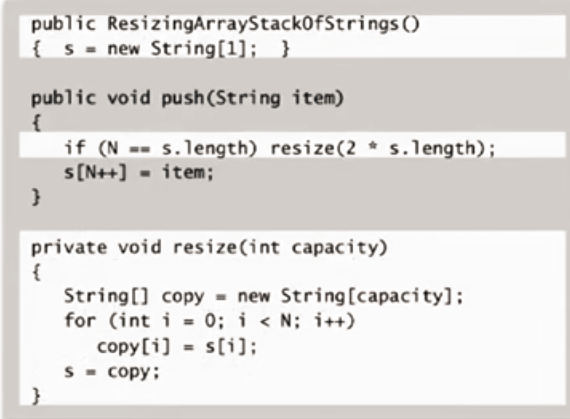 public ResizingArrayStackOfStrings()
{  s = new String[1];  }
public void push(String item)
{
   if (N == s.length) resize(2 * s.length);
   s[N++] = item;
}
private void resize(int capacity)
{
   String[] copy = new String[capacity];
   for (int i = 0; i < N; i++)
      copy[i] = s[i];
   s = copy;
}